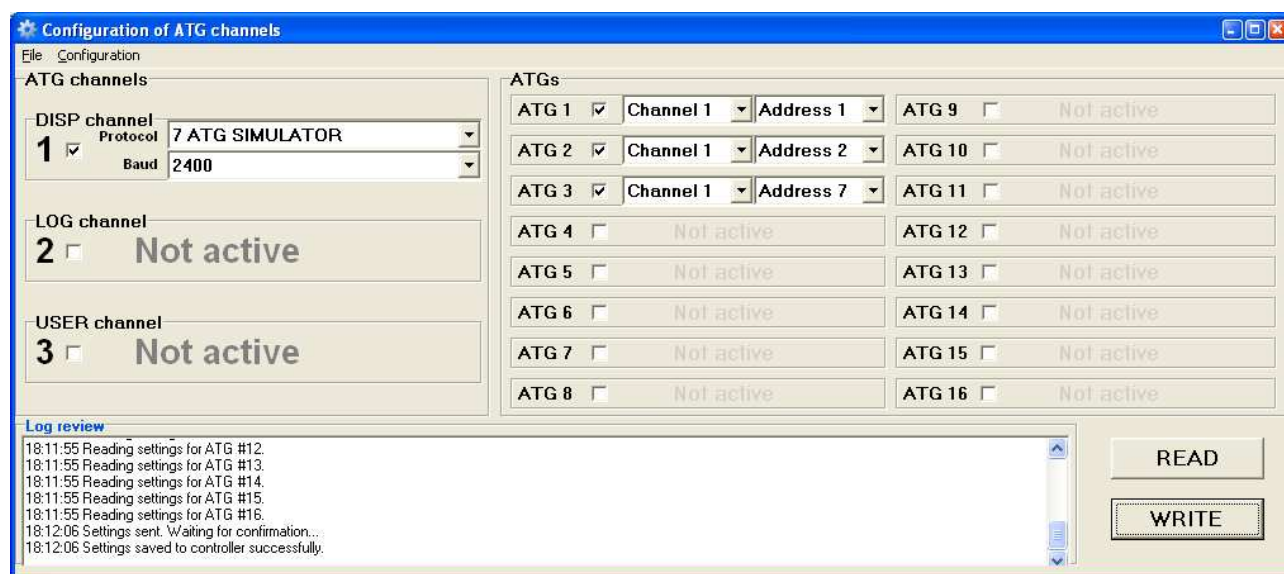 Configuration of ATG channels
File Configuration
ATG channels
DISP channel
1
Protocol 7 ATG SIMULATOR
Baud 2400
LOG channel
2 Not active
USER channel
3 Not active
ATGs
ATG 1 Channel 1 Address 1
ATG 2 Channel 1 Address 2
ATG 3 Channel 1 Address 7
ATG 4 Not active
ATG 5 Not active
ATG 6 Not active
ATG 7 Not active
ATG 8 Not active
ATG 9 Not active
ATG 10 Not active
ATG 11 Not active
ATG 12 Not active
ATG 13 Not active
ATG 14 Not active
ATG 15 Not active
ATG 16 Not active
Log review
18:11:55 Reading settings for ATG #12.
18:11:55 Reading settings for ATG #13.
18:11:55 Reading settings for ATG #14.
18:11:55 Reading settings for ATG #15.
18:11:55 Reading settings for ATG #16.
18:12:06 Settings sent. Waiting for confirmation...
18:12:06 Settings saved to controller successfully.
READ
WRITE